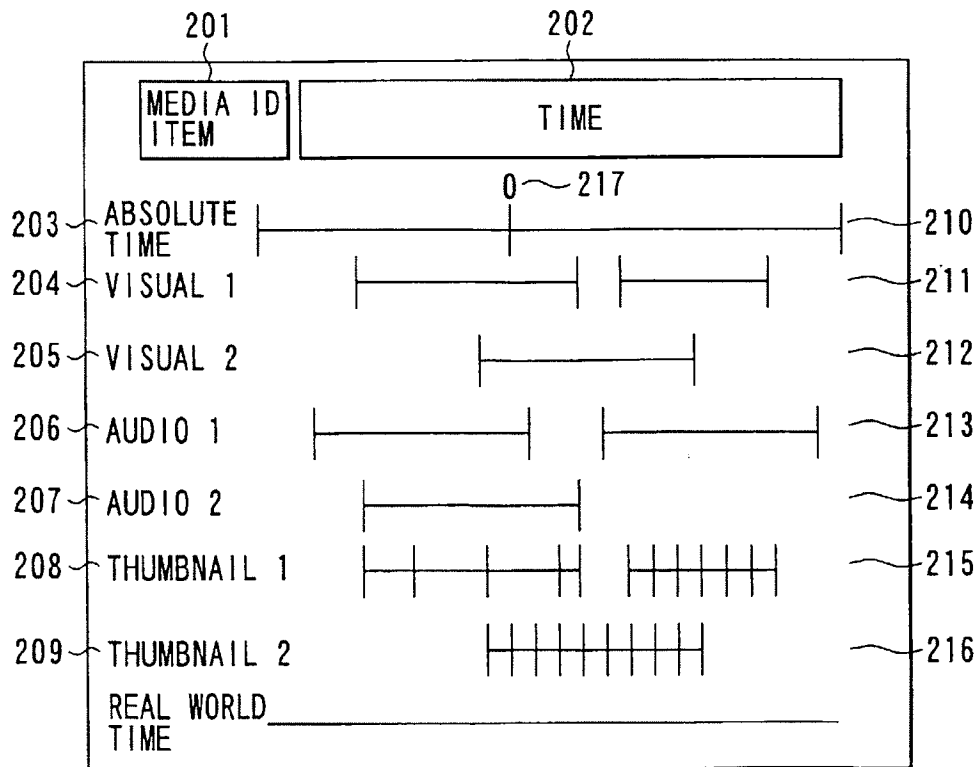 201 202
MEDIA ID
ITEM
TIME
0 217
203 ABSOLUTE
TIME 210
204 VISUAL 1 211
205 VISUAL 2 212
206 AUDIO 1 213
207 AUDIO 2 214
208 THUMBNAIL 1 215
209 THUMBNAIL 2 216
REAL WORLD
TIME